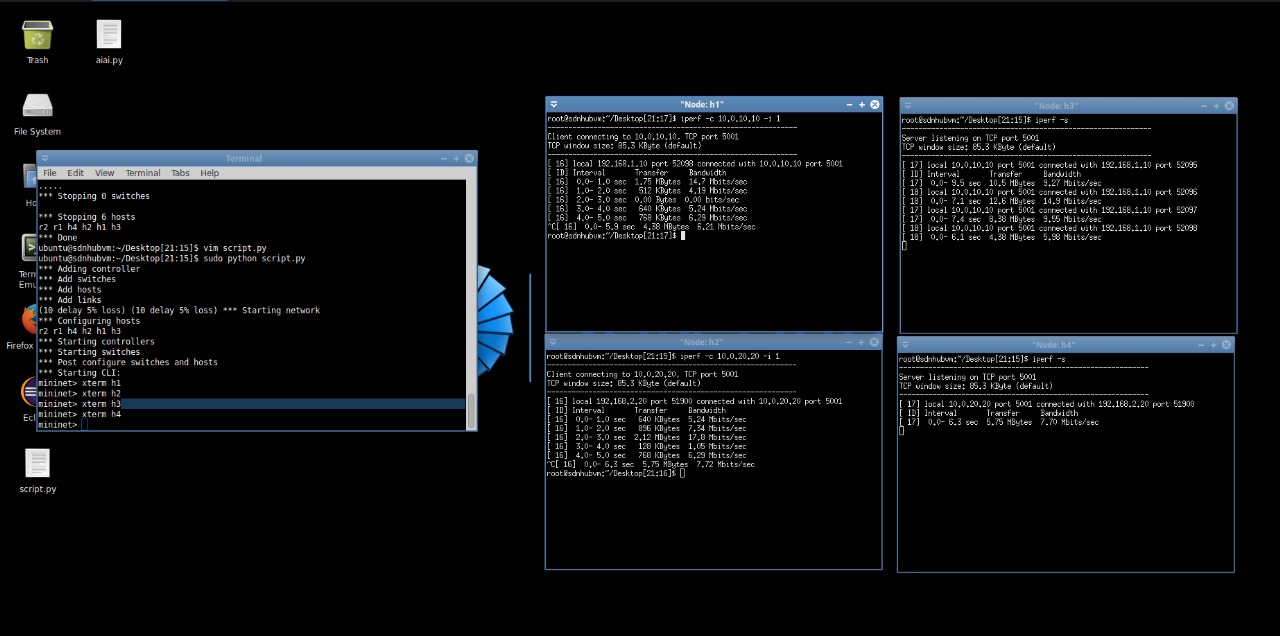 Trash
aiai.py
File System
Terminal
File Edit View Terminal Tabs Help
.....
*** Stopping 0 switches
*** Stopping 6 hosts
r2 r1 h4 h2 h1 h3
*** Done
ubuntu@sdnhubvm:~/Desktop[21:15]$ vim script.py
ubuntu@sdnhubvm:~/Desktop[21:15]$ sudo python script.py
*** Adding controller
*** Add switches
*** Add hosts
*** Add links
(10 delay 5% loss) (10 delay 5% loss) *** Starting network
*** Configuring hosts
r2 r1 h4 h2 h1 h3
*** Starting controllers
*** Starting switches
*** Post configure switches and hosts
*** Starting CLI:
mininet> xterm h1
mininet> xterm h2
mininet> xterm h3
mininet> xterm h4
mininet>
Ho
Term
Emu
Firefox
Ecl
script.py
"Node: h1"
root@sdnhubvm:~/Desktop[21:17]$ iperf -c 10.0.10.10 -i 1
------------------------------------------------------------
Client connecting to 10.0.10.10, TCP port 5001
TCP window size: 85.3 KByte (default)
------------------------------------------------------------
[ 16] local 192.168.1.10 port 52098 connected with 10.0.10.10 port 5001
[ ID] Interval Transfer Bandwidth
[ 16] 0.0- 1.0 sec 1.75 MBytes 14.7 Mbits/sec
[ 16] 1.0- 2.0 sec 512 KBytes 4.19 Mbits/sec
[ 16] 2.0- 3.0 sec 0.00 Bytes 0.00 bits/sec
[ 16] 3.0- 4.0 sec 640 KBytes 5.24 Mbits/sec
[ 16] 4.0- 5.0 sec 768 KBytes 6.29 Mbits/sec
^C[ 16] 0.0- 5.9 sec 4.38 MBytes 6.21 Mbits/sec
root@sdnhubvm:~/Desktop[21:17]$
"Node: h3"
root@sdnhubvm:~/Desktop[21:15]$ iperf -s
------------------------------------------------------------
Server listening on TCP port 5001
TCP window size: 85.3 KByte (default)
------------------------------------------------------------
[ 17] local 10.0.10.10 port 5001 connected with 192.168.1.10 port 52095
[ ID] Interval Transfer Bandwidth
[ 17] 0.0- 9.5 sec 10.5 MBytes 9.27 Mbits/sec
[ 18] local 10.0.10.10 port 5001 connected with 192.168.1.10 port 52096
[ 18] 0.0- 7.1 sec 12.6 MBytes 14.9 Mbits/sec
[ 17] local 10.0.10.10 port 5001 connected with 192.168.1.10 port 52097
[ 17] 0.0- 7.4 sec 8.38 MBytes 9.55 Mbits/sec
[ 18] local 10.0.10.10 port 5001 connected with 192.168.1.10 port 52098
[ 18] 0.0- 6.1 sec 4.38 MBytes 5.98 Mbits/sec
"Node: h2"
root@sdnhubvm:~/Desktop[21:15]$ iperf -c 10.0.20.20 -i 1
------------------------------------------------------------
Client connecting to 10.0.20.20, TCP port 5001
TCP window size: 85.3 KByte (default)
------------------------------------------------------------
[ 16] local 192.168.2.20 port 51900 connected with 10.0.20.20 port 5001
[ ID] Interval Transfer Bandwidth
[ 16] 0.0- 1.0 sec 640 KBytes 5.24 Mbits/sec
[ 16] 1.0- 2.0 sec 896 KBytes 7.34 Mbits/sec
[ 16] 2.0- 3.0 sec 2.12 MBytes 17.8 Mbits/sec
[ 16] 3.0- 4.0 sec 128 KBytes 1.05 Mbits/sec
[ 16] 4.0- 5.0 sec 768 KBytes 6.29 Mbits/sec
^C[ 16] 0.0- 6.3 sec 5.75 MBytes 7.72 Mbits/sec
root@sdnhubvm:~/Desktop[21:16]$
"Node: h4"
root@sdnhubvm:~/Desktop[21:15]$ iperf -s
------------------------------------------------------------
Server listening on TCP port 5001
TCP window size: 85.3 KByte (default)
------------------------------------------------------------
[ 17] local 10.0.20.20 port 5001 connected with 192.168.2.20 port 51900
[ ID] Interval Transfer Bandwidth
[ 17] 0.0- 6.3 sec 5.75 MBytes 7.70 Mbits/sec